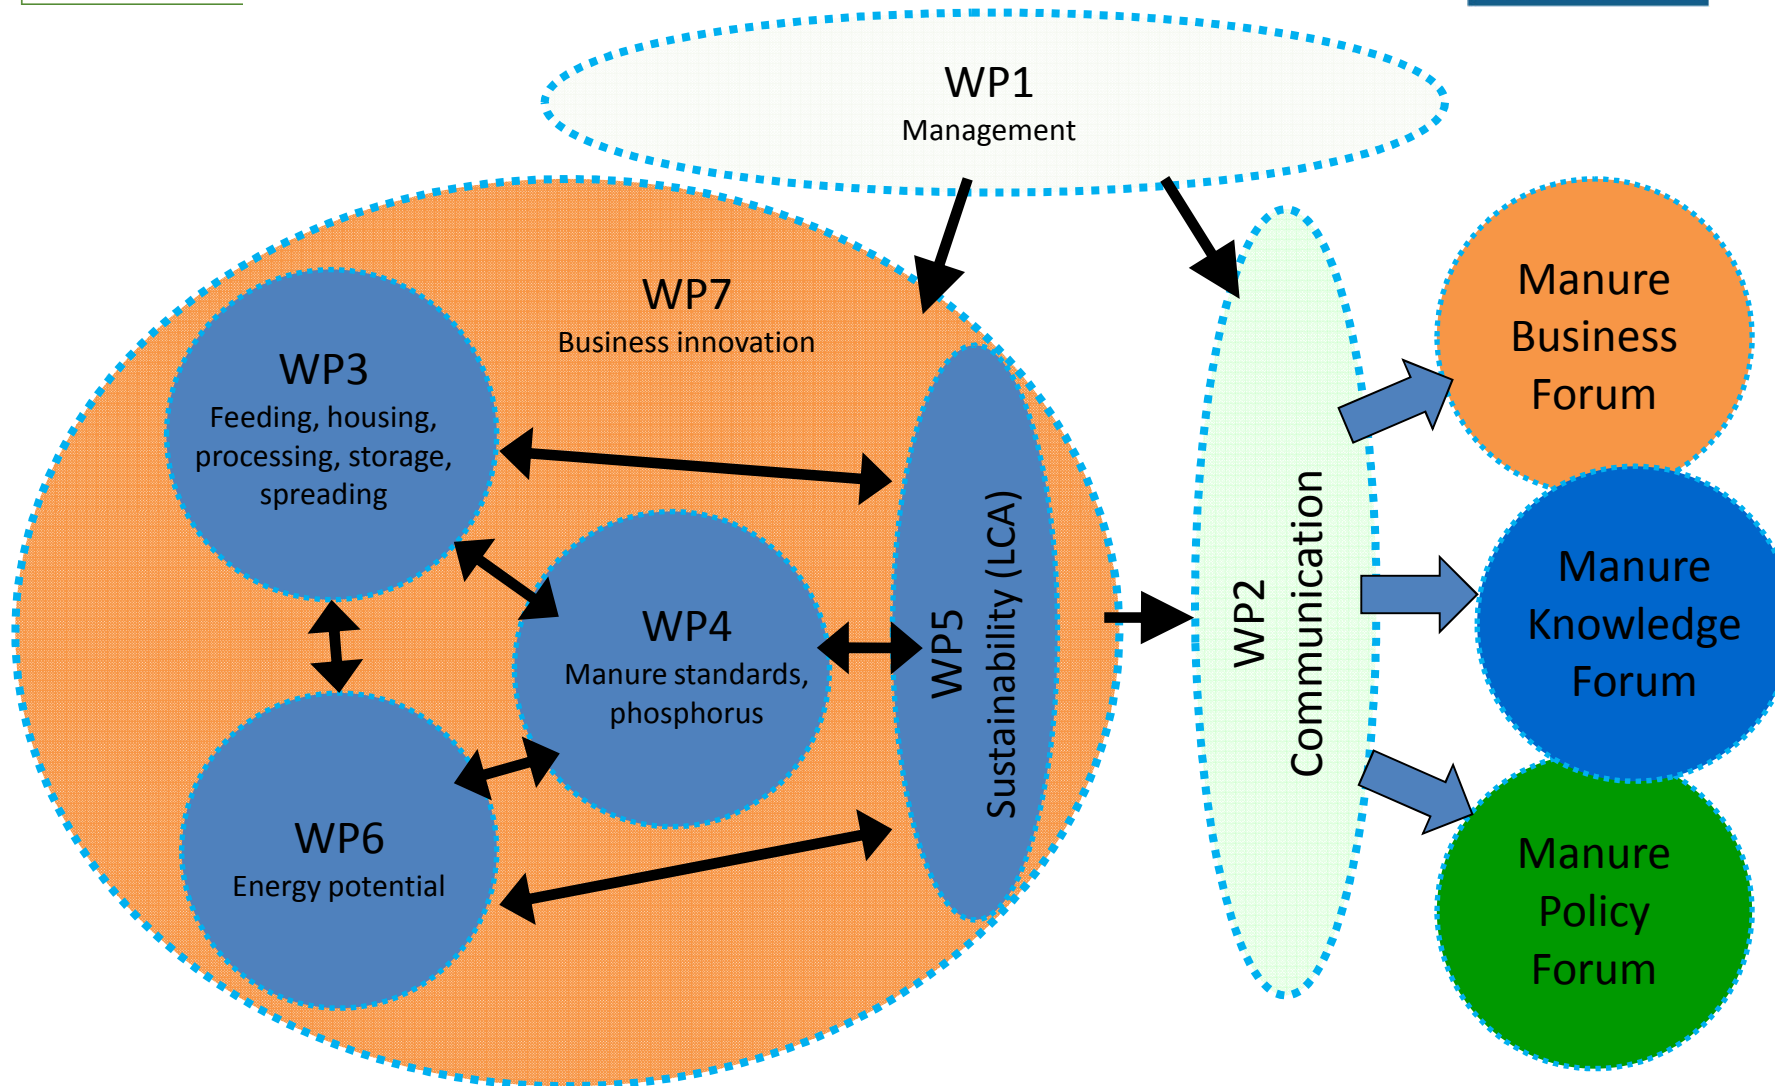 WP1
Management
WP7
Business innovation
WP3
Feeding, housing,
processing, storage,
spreading
WP4
Manure standards,
phosphorus
WP6
Energy potential
WP5
Sustainability (LCA)
WP2
Communication
Manure
Business
Forum
Manure
Knowledge
Forum
Manure
Policy
Forum